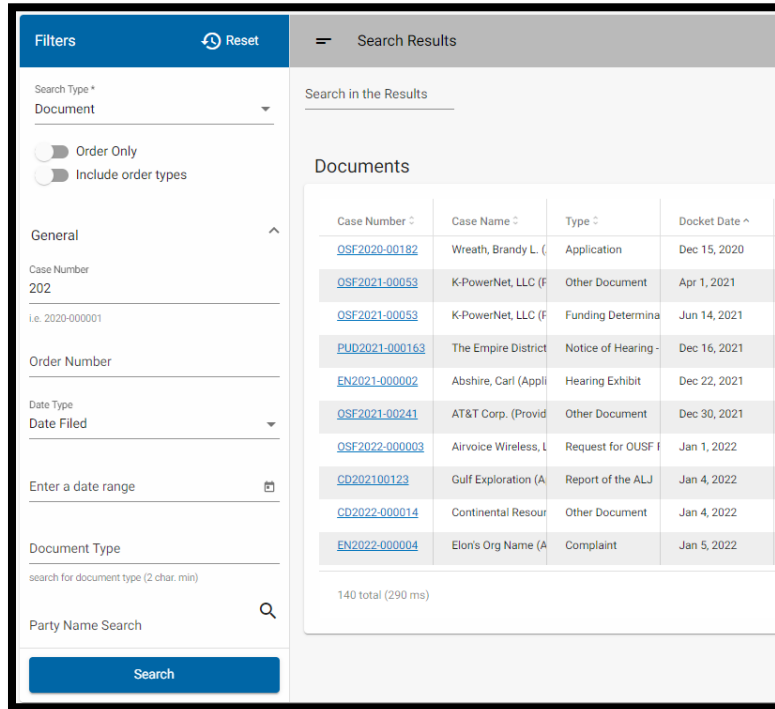 Filters
Reset
Search Type *
Document
Order Only
Include order types
General
Case Number
202
i.e. 2020-000001
Order Number
Date Type
Date Filed
Enter a date range
Document Type
search for document type (2 char. min)
Party Name Search
Search
Search Results
Search in the Results
Documents
Case Number Case Name Type Docket Date
OSF2020-00182 Wreath, Brandy L. ( Application Dec 15, 2020
OSF2021-00053 K-PowerNet, LLC (F Other Document Apr 1, 2021
OSF2021-00053 K-PowerNet, LLC (F Funding Determina Jun 14, 2021
PUD2021-000163 The Empire District Notice of Hearing - Dec 16, 2021
EN2021-000002 Abshire, Carl (Appli Hearing Exhibit Dec 22, 2021
OSF2021-00241 AT&T Corp. (Provid Other Document Dec 30, 2021
OSF2022-000003 Airvoice Wireless, L Request for OUSF F Jan 1, 2022
CD202100123 Gulf Exploration (A Report of the ALJ Jan 4, 2022
CD2022-000014 Continental Resour Other Document Jan 4, 2022
EN2022-000004 Elon's Org Name (A Complaint Jan 5, 2022
140 total (290 ms)